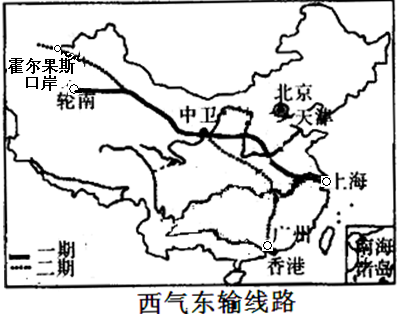 霍尔果斯
口岸
轮南
中卫
北京
天津
上海
广州
香港
南海
诸岛
一期
二期
西气东输线路